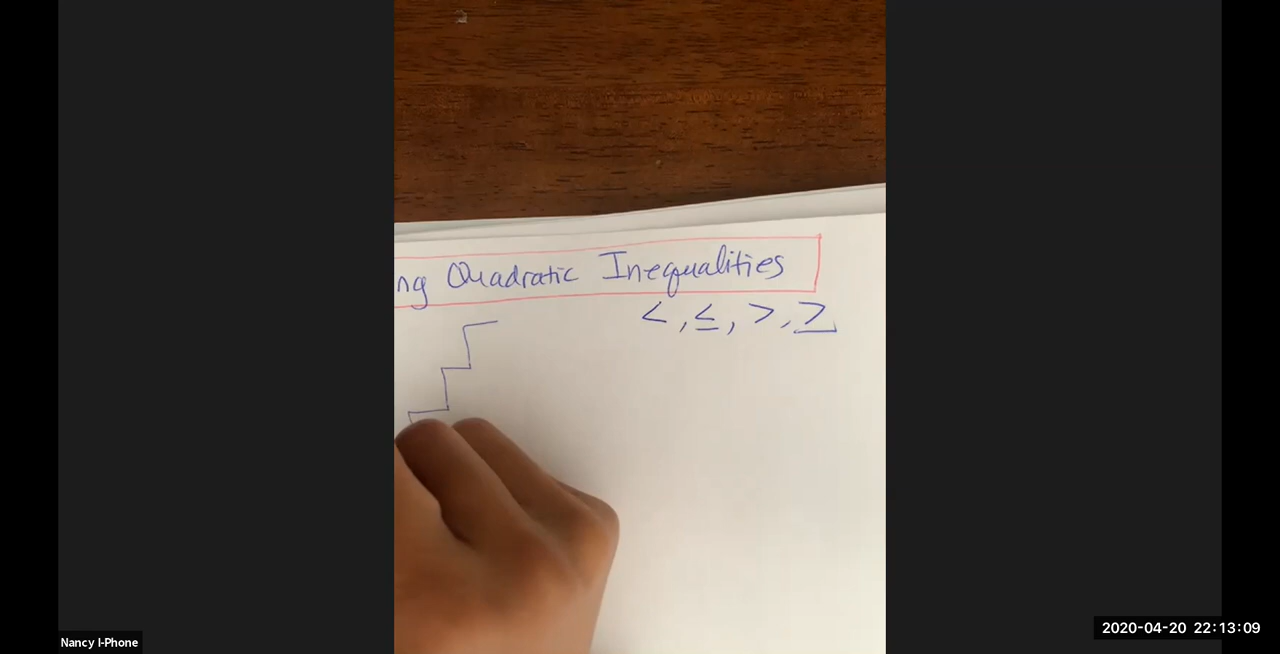 ng Quadratic Inequalities
<, ≤, >, ≥
Nancy I-Phone
2020-04-20 22:13:09